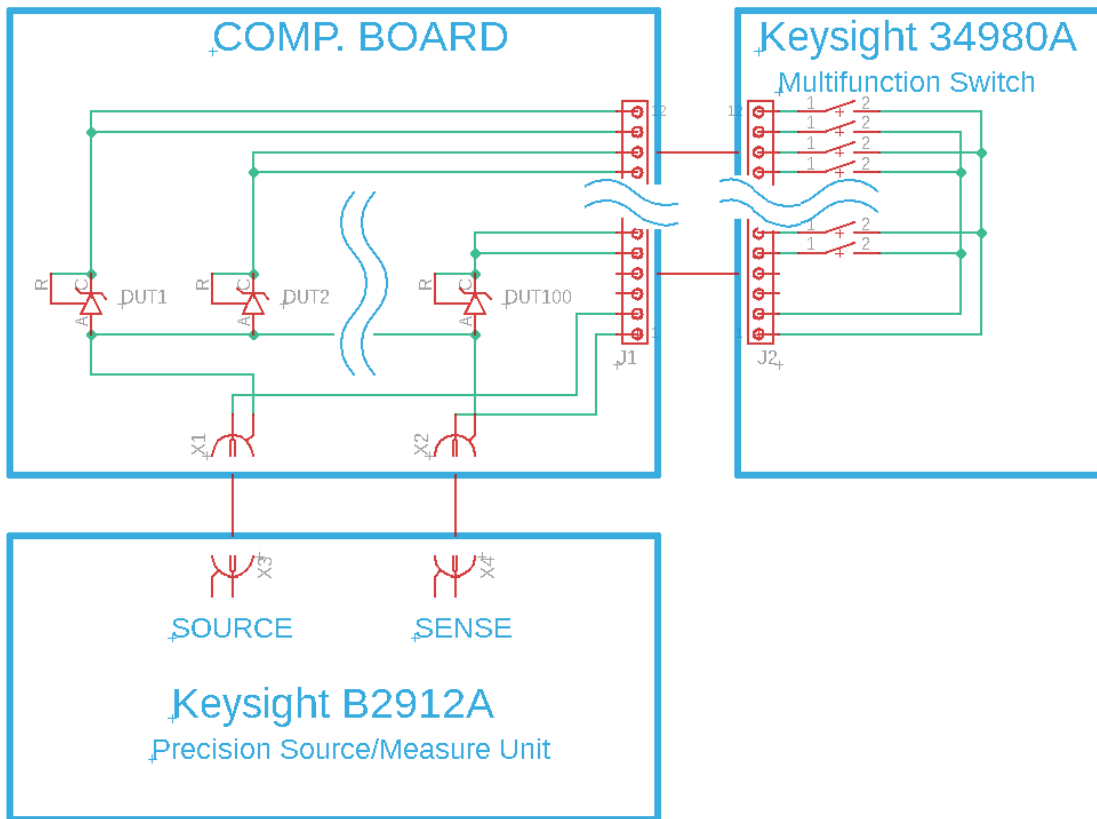 COMP. BOARD
Keysight 34980A
Multifunction Switch
12
12
1 2
1 2
1 2
1 2
1 2
1 2
R C A DUT1
R C A DUT2
R C A DUT100
1
1
J1
J2
X1
X2
X3
X4
SOURCE
SENSE
Keysight B2912A
Precision Source/Measure Unit